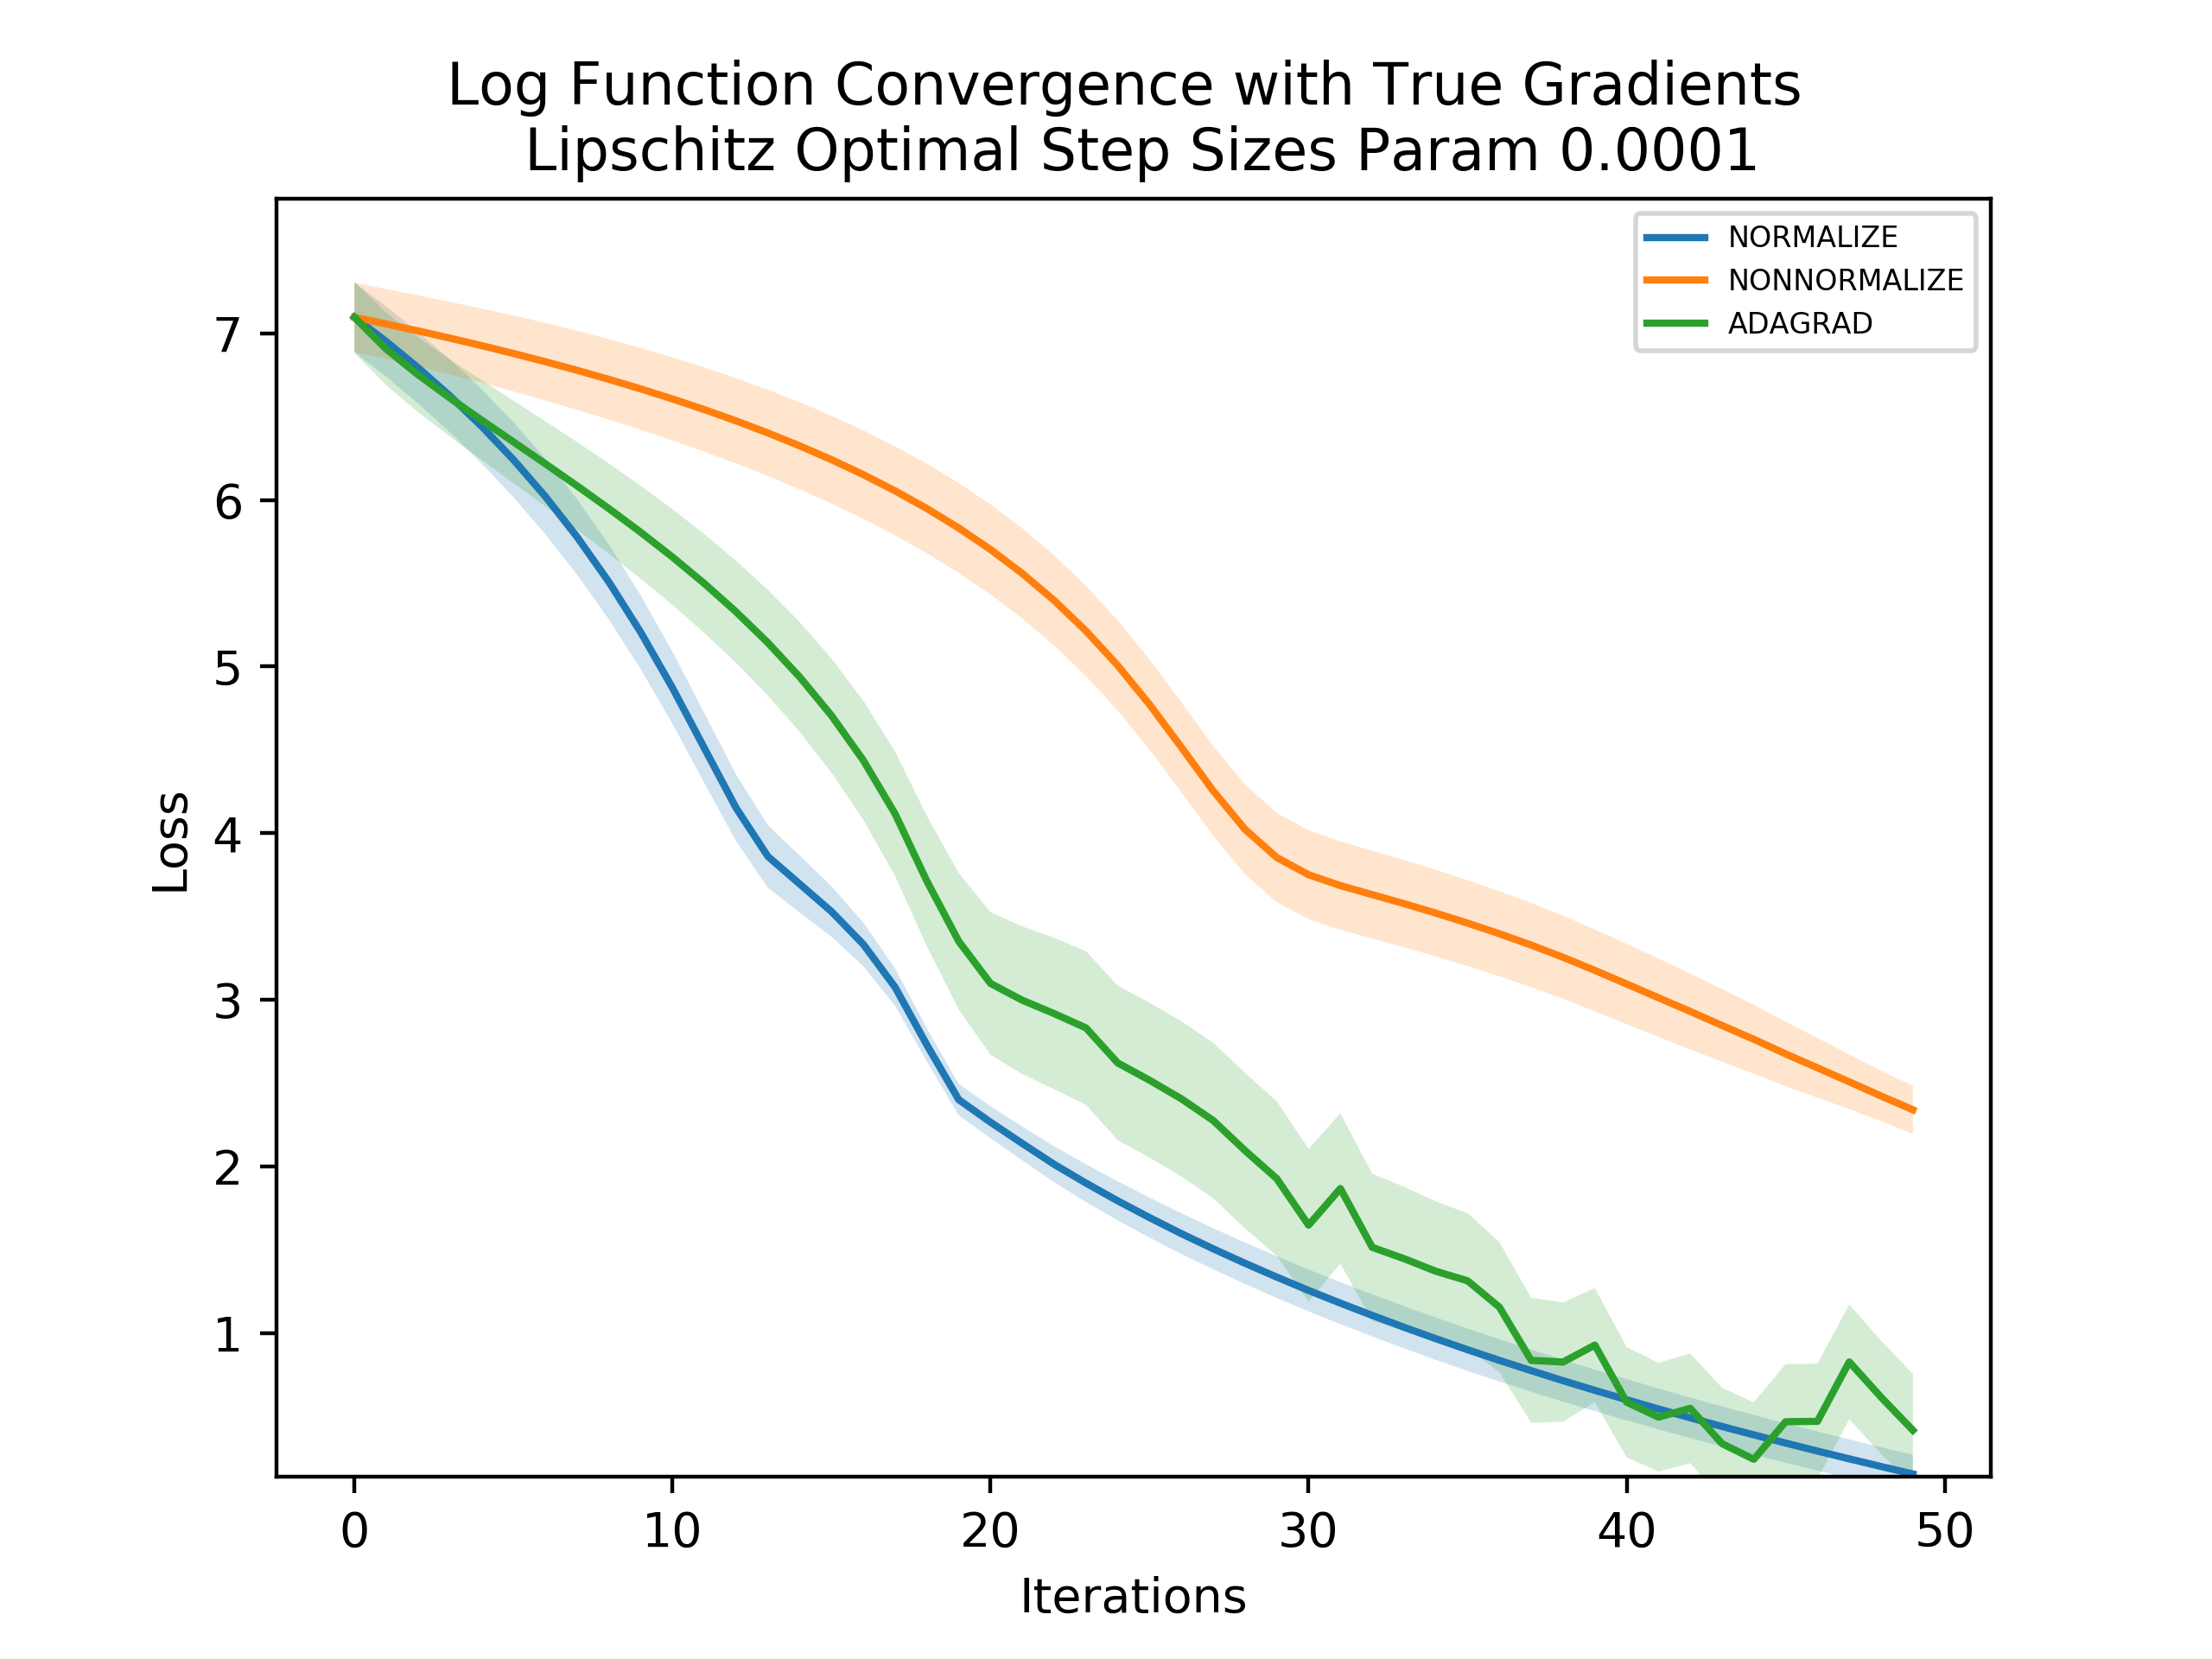 Log Function Convergence with True Gradients
Lipschitz Optimal Step Sizes Param 0.0001
NORMALIZE
NONNORMALIZE
ADAGRAD
7
6
5
4
3
2
1
Loss
0 10 20 30 40 50
Iterations